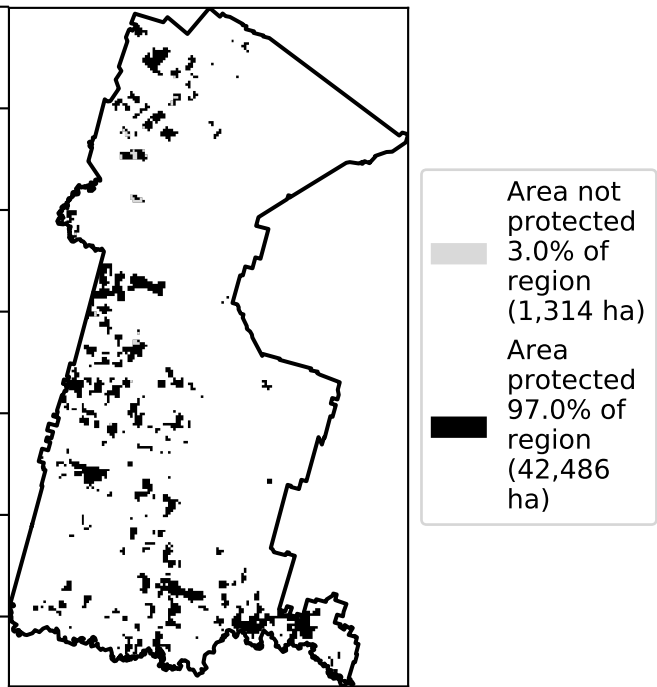 Area not
protected
3.0% of
region
(1,314 ha)
Area
protected
97.0% of
region
(42,486
ha)